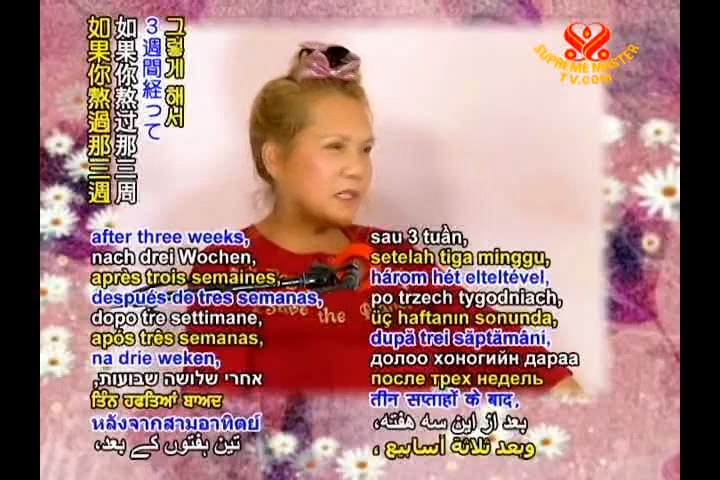 그렇게 해서
3週間経って
如果你熬过那三周
如果你熬過那三週
SUPREME MASTER
TV.COM
after three weeks,
nach drei Wochen,
après trois semaines,
después de tres semanas,
dopo tre settimane,
após três semanas,
na drie weken,
אחרי שלושה שבועות,
ਤਿੰਨ ਹਫਤਿਆਂ ਬਾਅਦ
หลังจากสามอาทิตย์
تین ہفتوں کے بعد،
sau 3 tuần,
setelah tiga minggu,
három hét elteltével,
po trzech tygodniach,
üç haftanın sonunda,
după trei săptămâni,
долоо хоногийн дараа
после трех недель
तीन सप्ताहों के बाद,
بعد از این سه هفته،
وبعد ثلاثة أسابيع ،
the